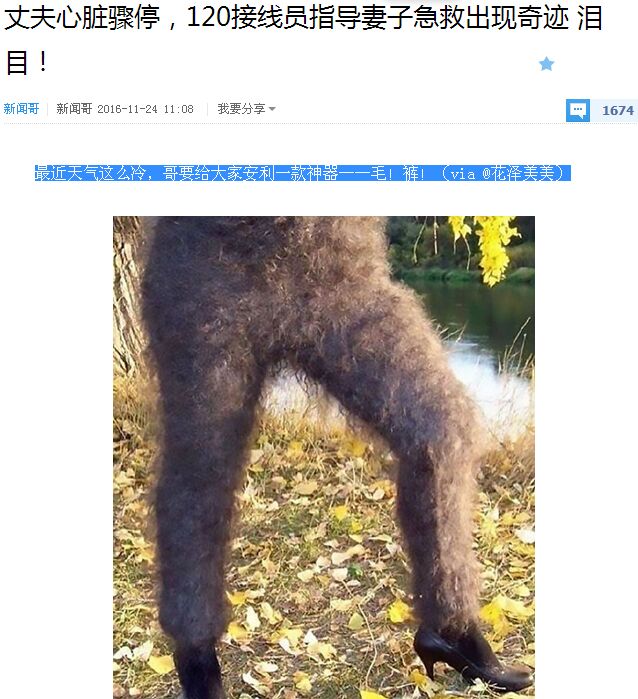 丈夫心脏骤停，120接线员指导妻子急救出现奇迹 泪
目！
新闻哥 新闻哥 2016-11-24 11:08 我要分享 1674
最近天气这么冷，哥要给大家安利一款神器——毛！裤！（via @花泽美美）